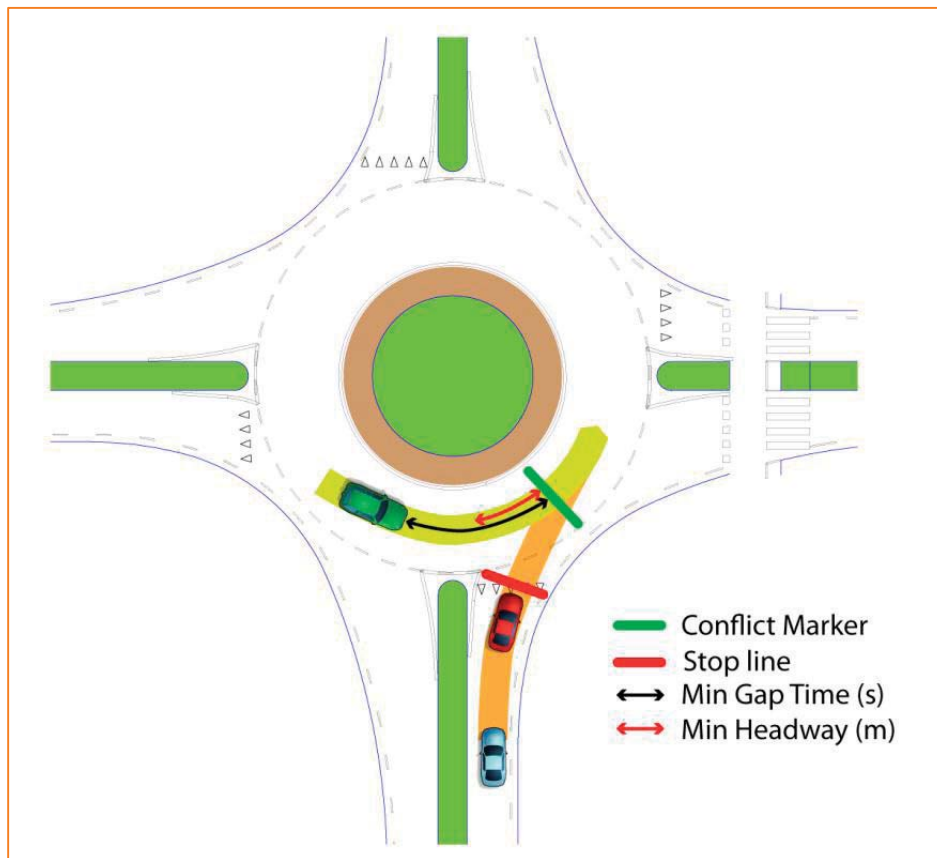 Conflict Marker
Stop line
Min Gap Time (s)
Min Headway (m)